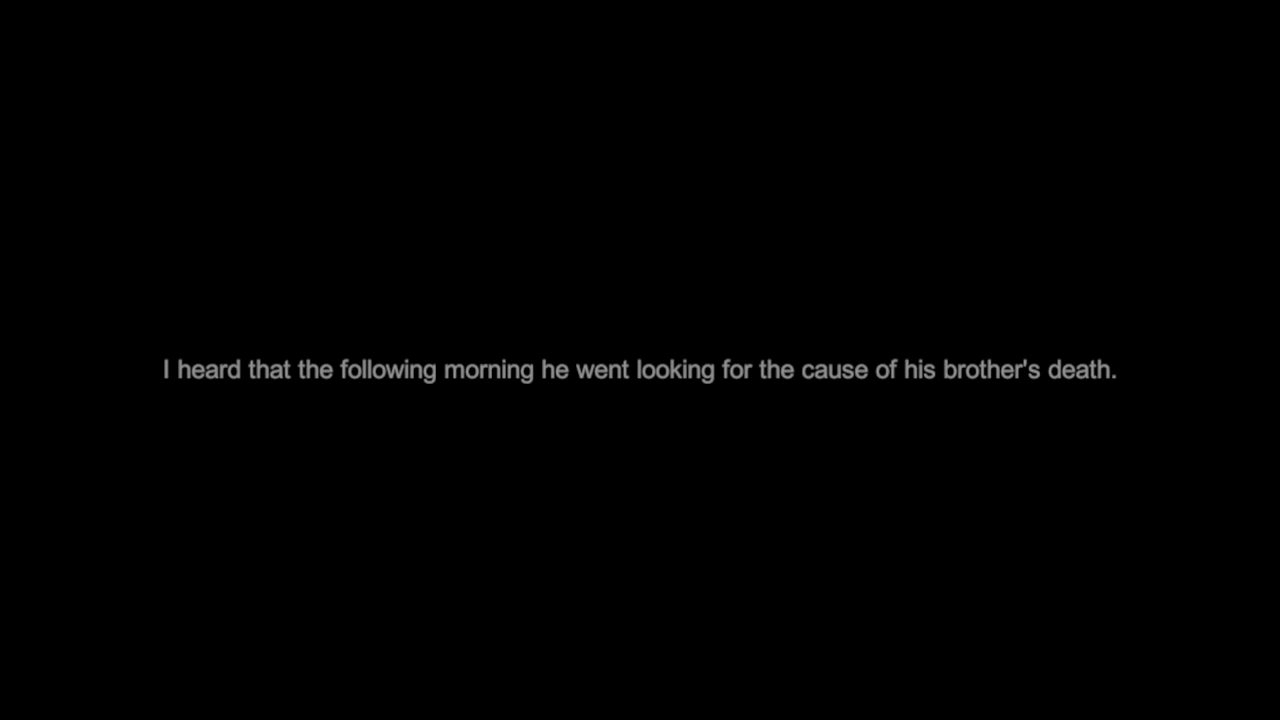 I heard that the following morning he went looking for the cause of his brother's death.